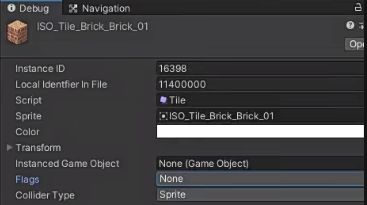 Debug Navigation
ISO_Tile_Brick_Brick_01
Instance ID 16398
Local Identfier In File 11400000
Script Tile
Sprite ISO_Tile_Brick_Brick_01
Color
Transform
Instanced Game Object None (Game Object)
Flags None
Collider Type Sprite